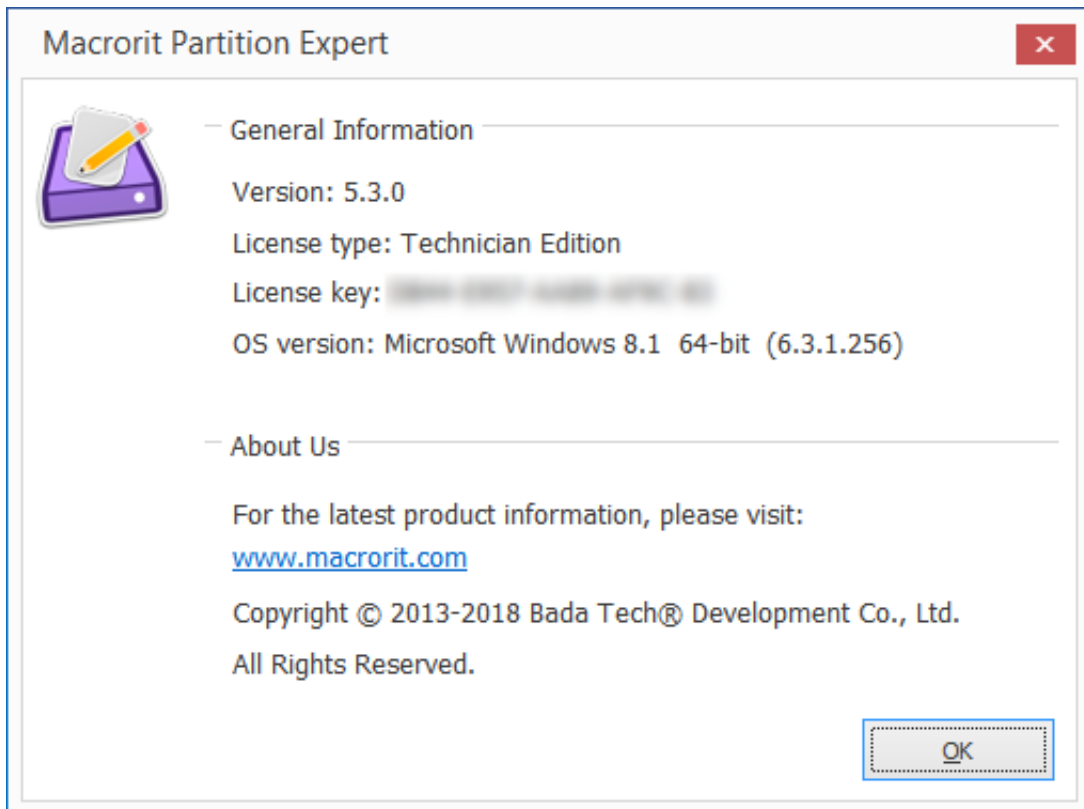 Macrorit Partition Expert
General Information
Version: 5.3.0
License type: Technician Edition
License key:
OS version: Microsoft Windows 8.1 64-bit (6.3.1.256)
About Us
For the latest product information, please visit:
www.macrorit.com
Copyright © 2013-2018 Bada Tech® Development Co., Ltd.
All Rights Reserved.
OK